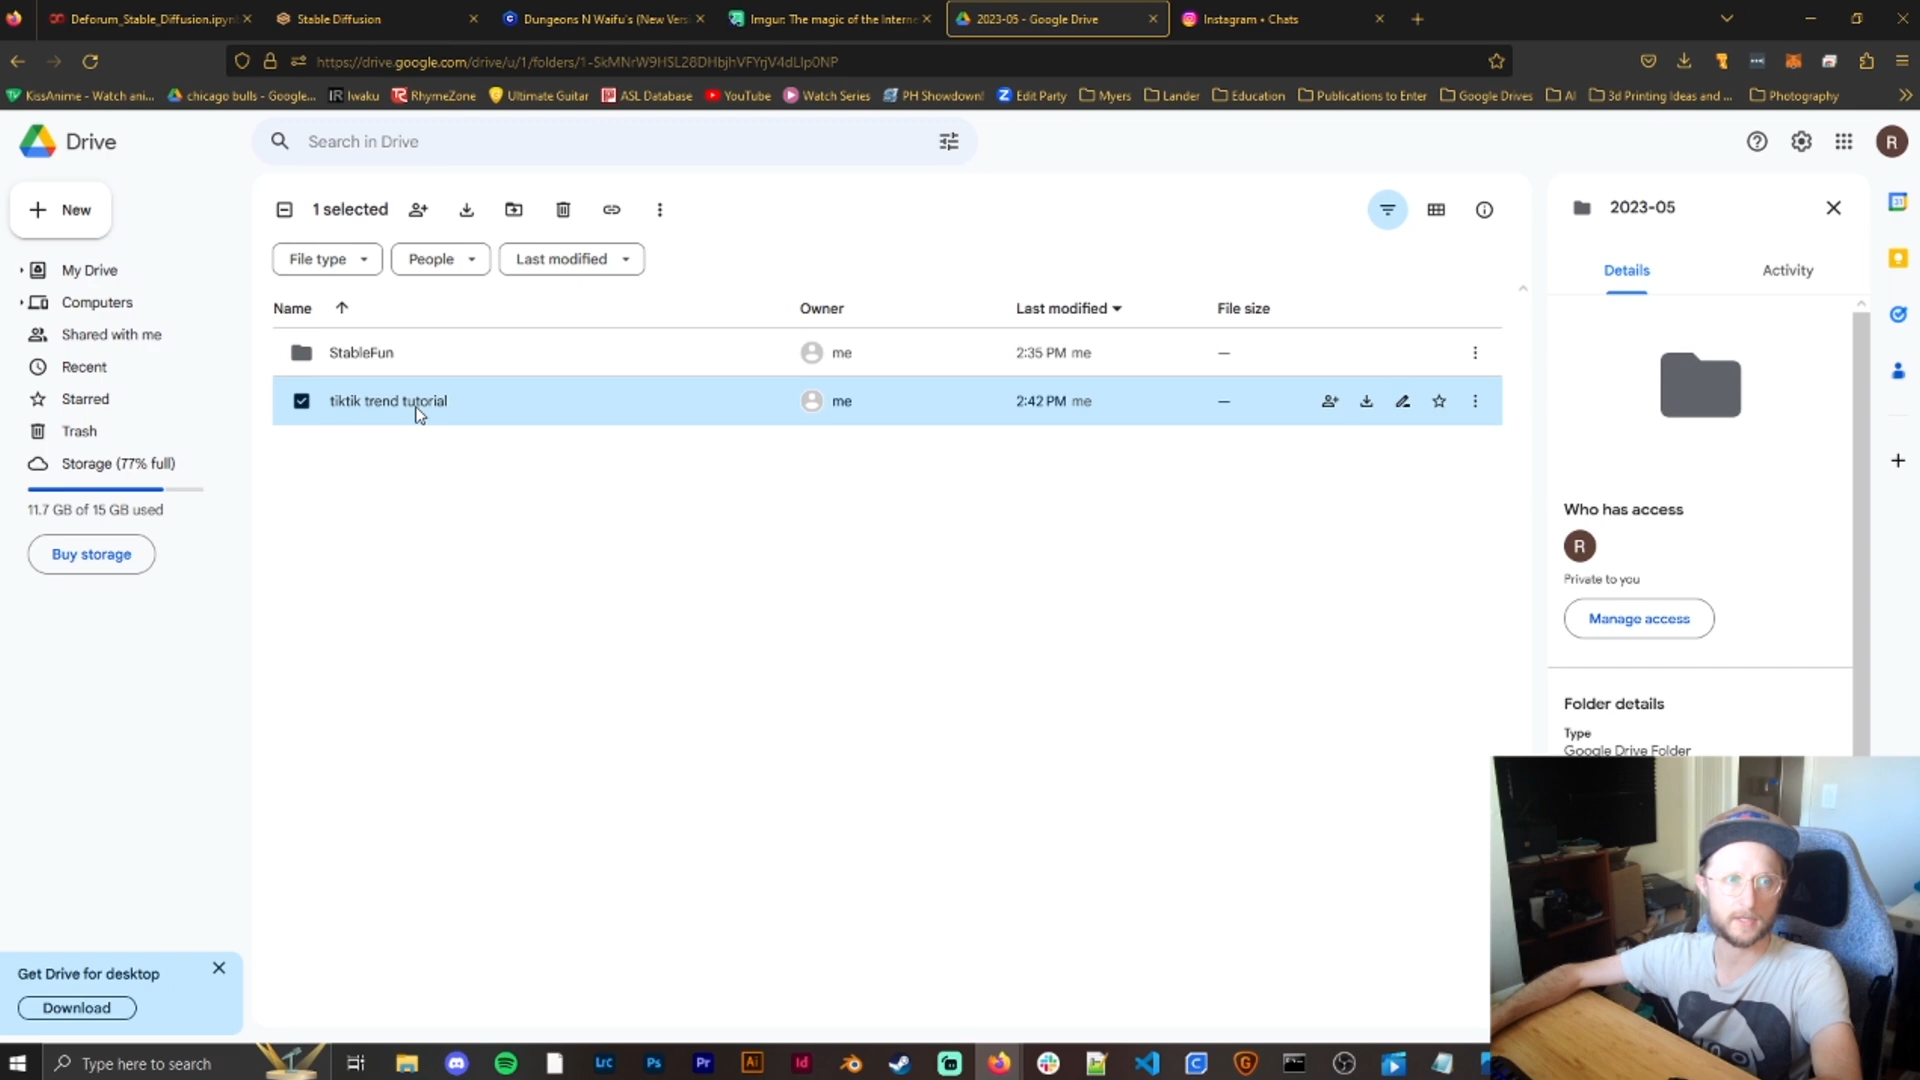 Deforum_Stable_Diffusion.ipyn
Stable Diffusion
Dungeons N Waifu's (New Vers
Imgur: The magic of the Interne
2023-05 - Google Drive
Instagram • Chats
https://drive.google.com/drive/u/1/folders/1-SkMNrW9HSL28DHbjhVFYrjV4dLIp0NP
KissAnime - Watch ani...
chicago bulls - Google...
Iwaku
RhymeZone
Ultimate Guitar
ASL Database
YouTube
Watch Series
PH Showdown!
Edit Party
Myers
Lander
Education
Publications to Enter
Google Drives
AI
3d Printing Ideas and ...
Photography
Drive
Search in Drive
R
New
1 selected
2023-05
File type
People
Last modified
Details
Activity
My Drive
Computers
Shared with me
Recent
Starred
Trash
Storage (77% full)
11.7 GB of 15 GB used
Buy storage
Name
Owner
Last modified
File size
StableFun
me
2:35 PM me
—
tiktik trend tutorial
me
2:42 PM me
—
Who has access
R
Private to you
Manage access
Folder details
Type
Google Drive Folder
Get Drive for desktop
Download
Type here to search
Lrc
Ps
Pr
Ai
Id